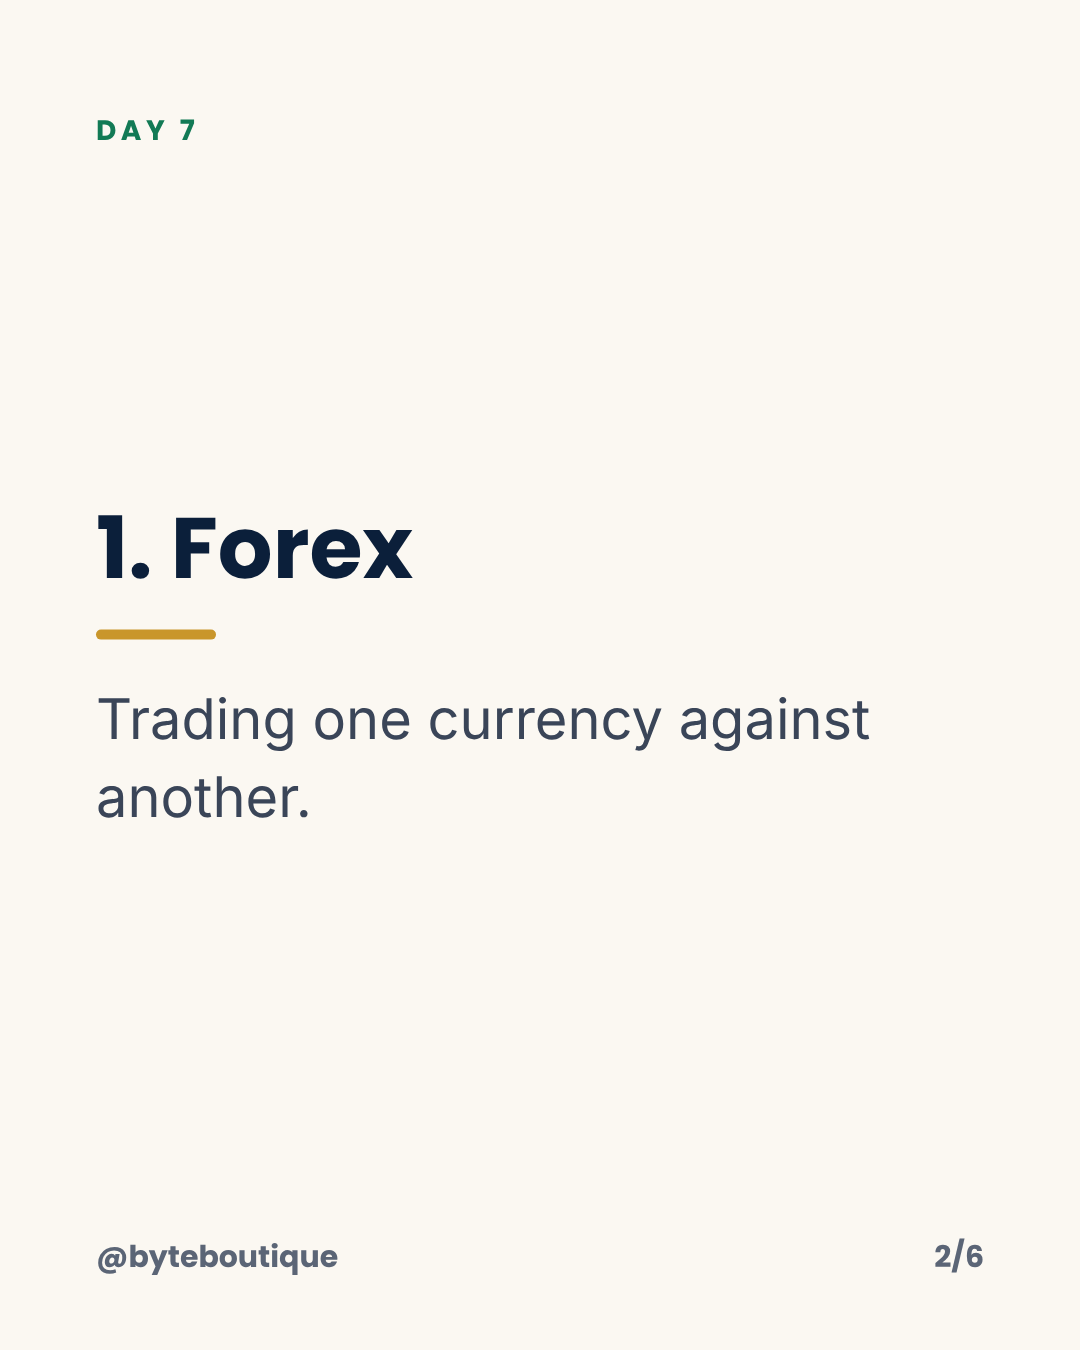 DAY 7
1. Forex
Trading one currency against
another.
@byteboutique
2/6